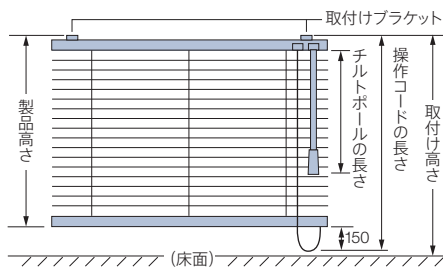 取付けブラケット
製品高さ
チルトポールの長さ
操作コードの長さ
取付け高さ
150
(床面)